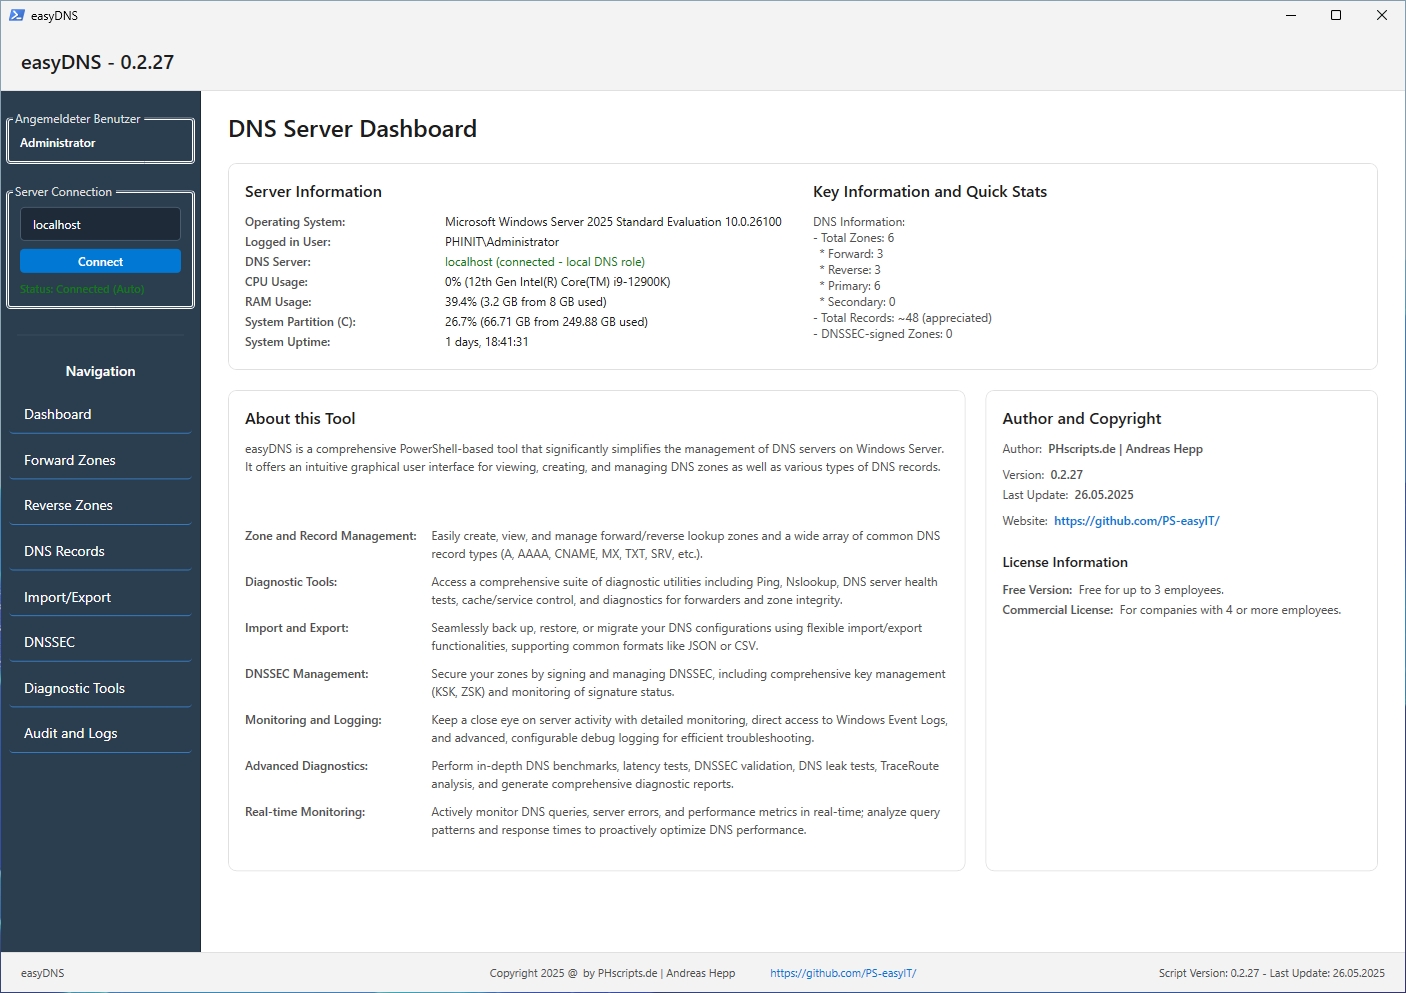 easyDNS
easyDNS - 0.2.27
Angemeldeter Benutzer
Administrator
Server Connection
localhost
Connect
Status: Connected (Auto)
Navigation
Dashboard
Forward Zones
Reverse Zones
DNS Records
Import/Export
DNSSEC
Diagnostic Tools
Audit and Logs
DNS Server Dashboard
Server Information
Operating System: Microsoft Windows Server 2025 Standard Evaluation 10.0.26100
Logged in User: PHINIT\Administrator
DNS Server: localhost (connected - local DNS role)
CPU Usage: 0% (12th Gen Intel(R) Core(TM) i9-12900K)
RAM Usage: 39.4% (3.2 GB from 8 GB used)
System Partition (C): 26.7% (66.71 GB from 249.88 GB used)
System Uptime: 1 days, 18:41:31
Key Information and Quick Stats
DNS Information:
- Total Zones: 6
* Forward: 3
* Reverse: 3
* Primary: 6
* Secondary: 0
- Total Records: ~48 (appreciated)
- DNSSEC-signed Zones: 0
About this Tool
easyDNS is a comprehensive PowerShell-based tool that significantly simplifies the management of DNS servers on Windows Server.
It offers an intuitive graphical user interface for viewing, creating, and managing DNS zones as well as various types of DNS records.
Zone and Record Management: Easily create, view, and manage forward/reverse lookup zones and a wide array of common DNS
record types (A, AAAA, CNAME, MX, TXT, SRV, etc.).
Diagnostic Tools: Access a comprehensive suite of diagnostic utilities including Ping, Nslookup, DNS server health
tests, cache/service control, and diagnostics for forwarders and zone integrity.
Import and Export: Seamlessly back up, restore, or migrate your DNS configurations using flexible import/export
functionalities, supporting common formats like JSON or CSV.
DNSSEC Management: Secure your zones by signing and managing DNSSEC, including comprehensive key management
(KSK, ZSK) and monitoring of signature status.
Monitoring and Logging: Keep a close eye on server activity with detailed monitoring, direct access to Windows Event Logs,
and advanced, configurable debug logging for efficient troubleshooting.
Advanced Diagnostics: Perform in-depth DNS benchmarks, latency tests, DNSSEC validation, DNS leak tests, TraceRoute
analysis, and generate comprehensive diagnostic reports.
Real-time Monitoring: Actively monitor DNS queries, server errors, and performance metrics in real-time; analyze query
patterns and response times to proactively optimize DNS performance.
Author and Copyright
Author: PHscripts.de | Andreas Hepp
Version: 0.2.27
Last Update: 26.05.2025
Website: https://github.com/PS-easyIT/
License Information
Free Version: Free for up to 3 employees.
Commercial License: For companies with 4 or more employees.
easyDNS
Copyright 2025 @ by PHscripts.de | Andreas Hepp
https://github.com/PS-easyIT/
Script Version: 0.2.27 - Last Update: 26.05.2025